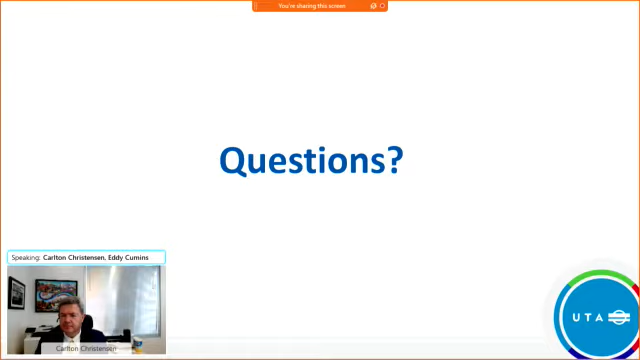 You're sharing this screen
Questions?
Speaking: Carlton Christensen, Eddy Cumins
Carlton Christensen
UTA